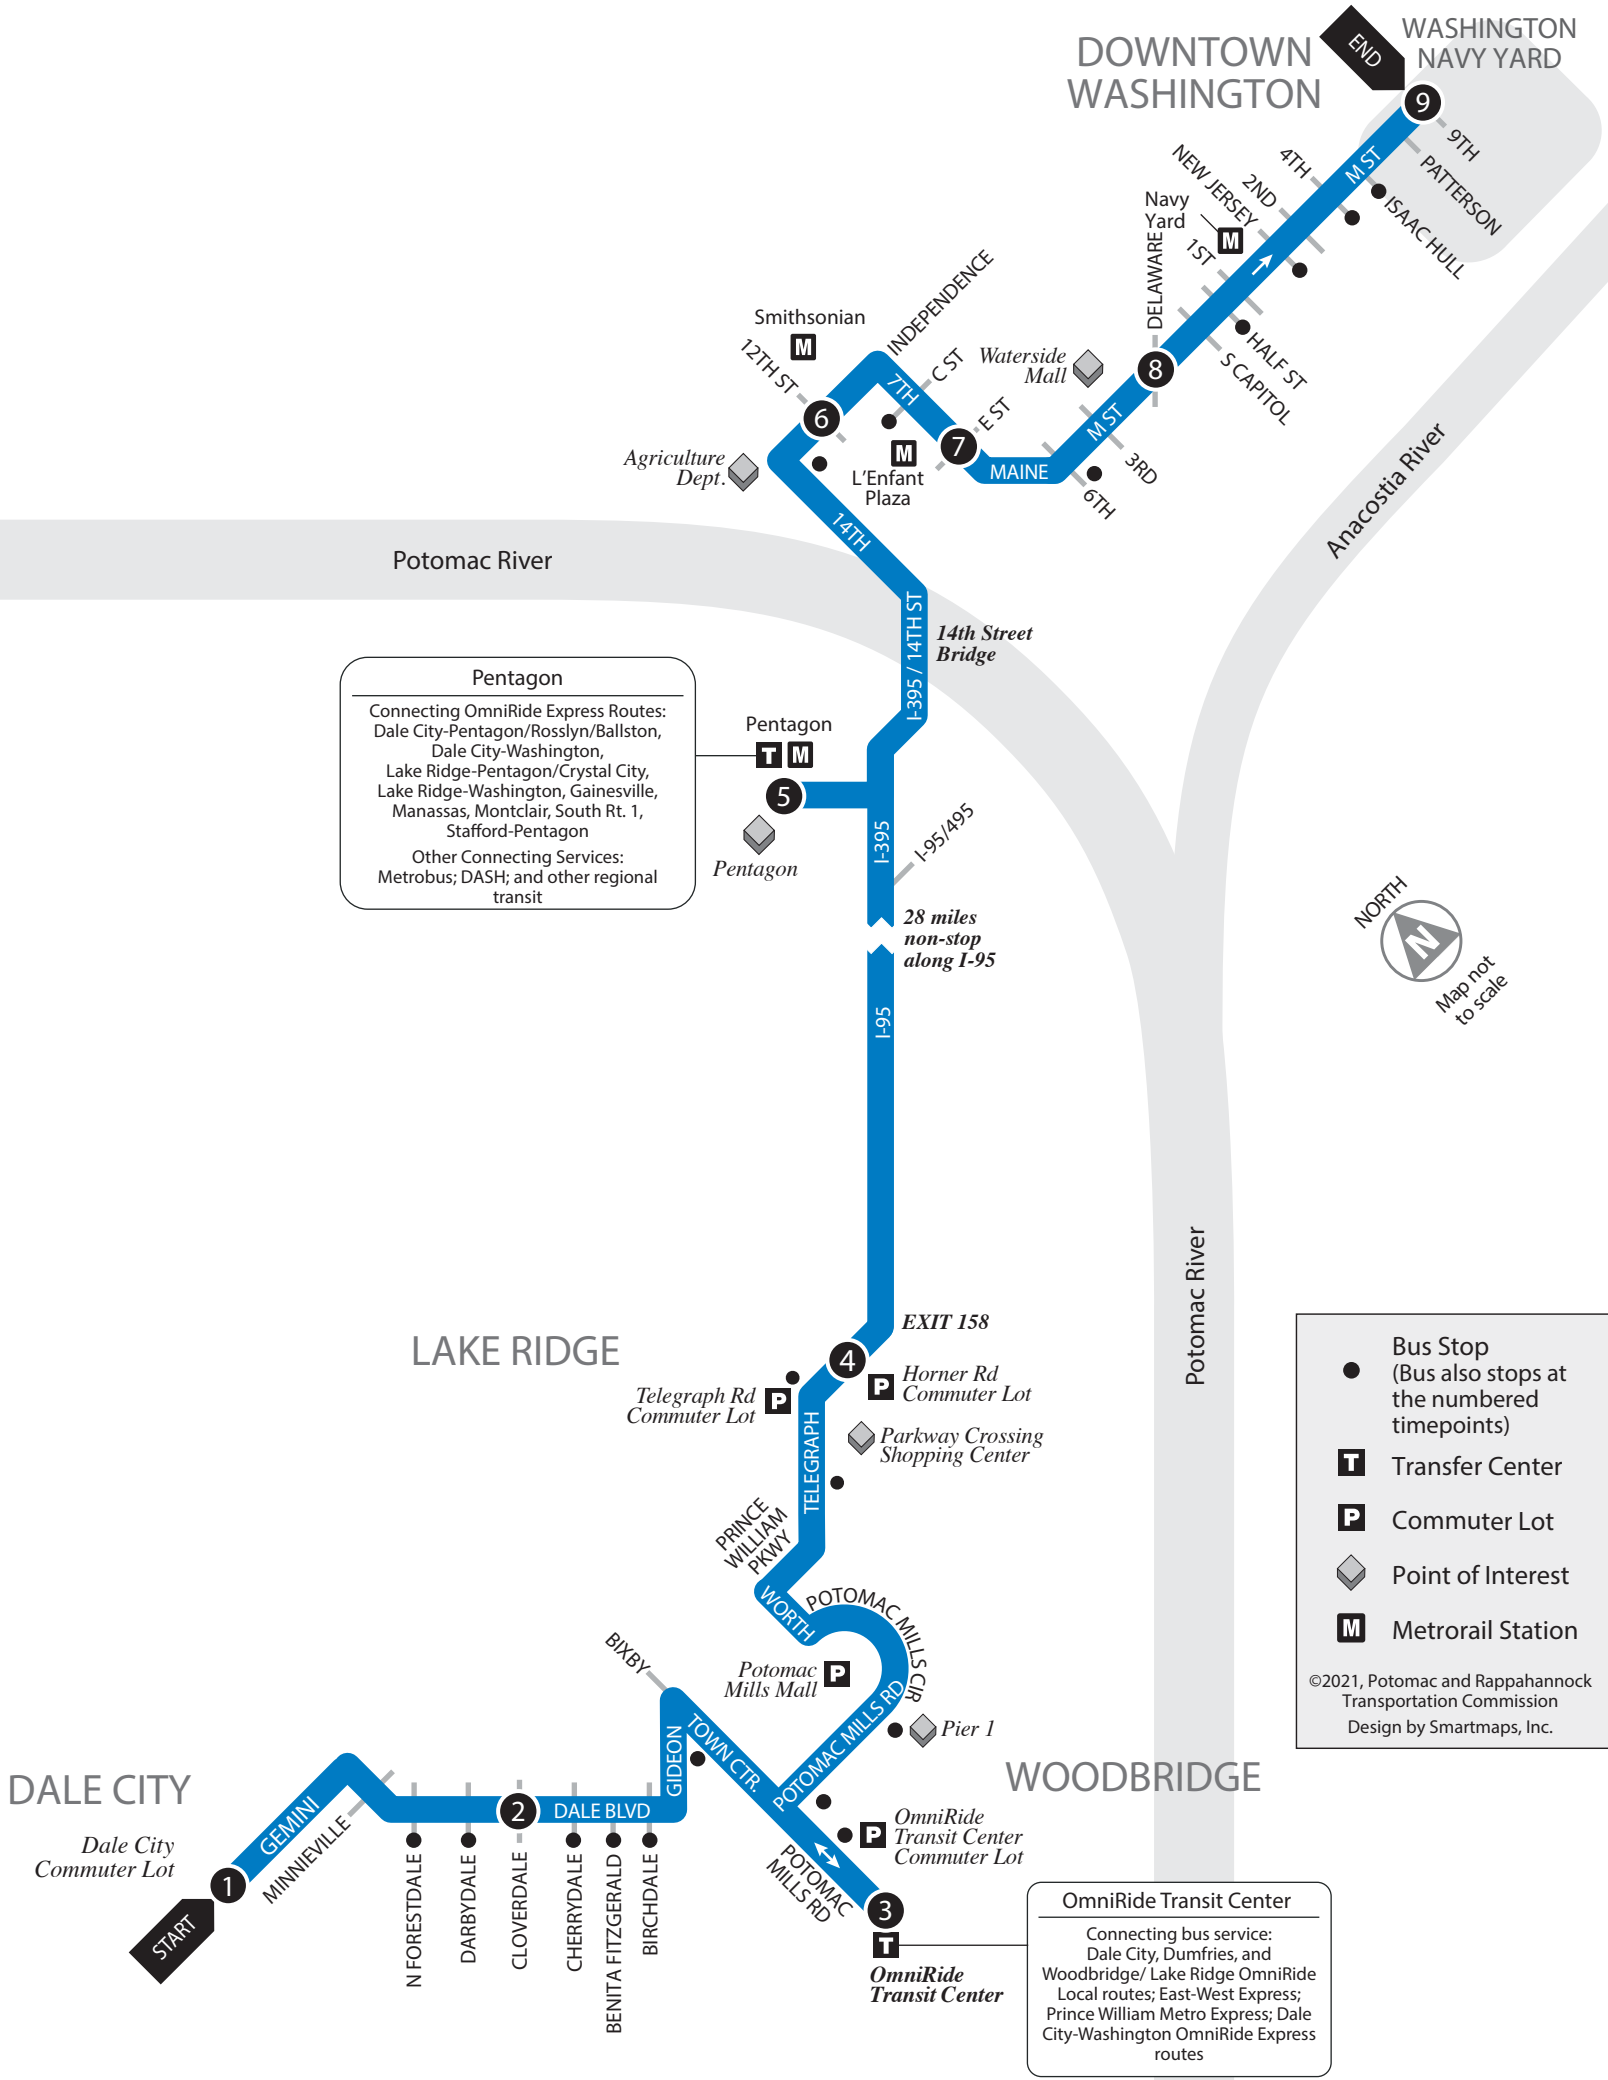 DOWNTOWN
WASHINGTON
END
WASHINGTON
NAVY YARD
9
9TH
PATTERSON
ISAAC HULL
M ST
4TH
2ND
NEW JERSEY
1ST
Navy
Yard
M
DELAWARE
HALF ST
S CAPITOL
8
Waterside
Mall
M ST
3RD
6TH
MAINE
INDEPENDENCE
C ST
7TH
E ST
7
Smithsonian
M
12TH ST
6
M
L'Enfant
Plaza
Agriculture
Dept.
14TH
Potomac River
Anacostia River
I-395 / 14TH ST
14th Street
Bridge
Pentagon
Connecting OmniRide Express Routes:
Dale City-Pentagon/Rosslyn/Ballston,
Dale City-Washington,
Lake Ridge-Pentagon/Crystal City,
Lake Ridge-Washington, Gainesville,
Manassas, Montclair, South Rt. 1,
Stafford-Pentagon
Other Connecting Services:
Metrobus; DASH; and other regional
transit
Pentagon
T M
5
Pentagon
I-395
I-95/495
28 miles
non-stop
along I-95
I-95
NORTH
N
Map not
to scale
Potomac River
EXIT 158
LAKE RIDGE
4
P
Horner Rd
Commuter Lot
Telegraph Rd
Commuter Lot
P
TELEGRAPH
Parkway Crossing
Shopping Center
PRINCE
WILLIAM
PKWY
WORTH
POTOMAC MILLS CIR
Potomac
Mills Mall
P
POTOMAC MILLS RD
Pier 1
BIXBY
GIDEON
TOWN CTR.
WOODBRIDGE
OmniRide
Transit Center
Commuter Lot
P
POTOMAC
MILLS RD
3
T
OmniRide
Transit Center
OmniRide Transit Center
Connecting bus service:
Dale City, Dumfries, and
Woodbridge/ Lake Ridge OmniRide
Local routes; East-West Express;
Prince William Metro Express; Dale
City-Washington OmniRide Express
routes
DALE CITY
Dale City
Commuter Lot
START
1
GEMINI
MINNIEVILLE
2
DALE BLVD
N FORESTDALE
DARBYDALE
CLOVERDALE
CHERRYDALE
BENITA FITZGERALD
BIRCHDALE
Bus Stop
(Bus also stops at
the numbered
timepoints)
T Transfer Center
P Commuter Lot
Point of Interest
M Metrorail Station
©2021, Potomac and Rappahannock
Transportation Commission
Design by Smartmaps, Inc.